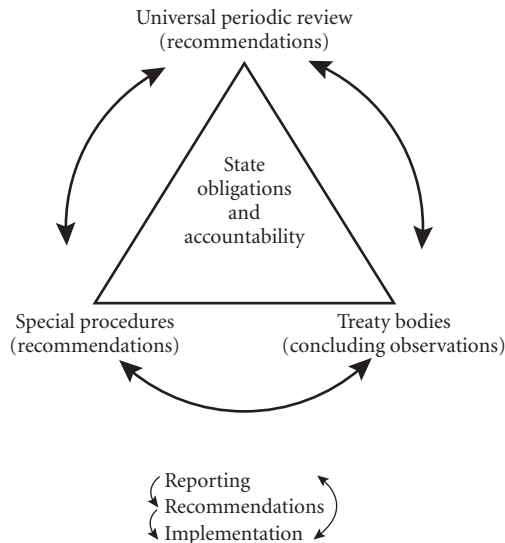 Universal periodic review
(recommendations)
State
obligations
and
accountability
Special procedures
(recommendations)
Treaty bodies
(concluding observations)
Reporting
Recommendations
Implementation